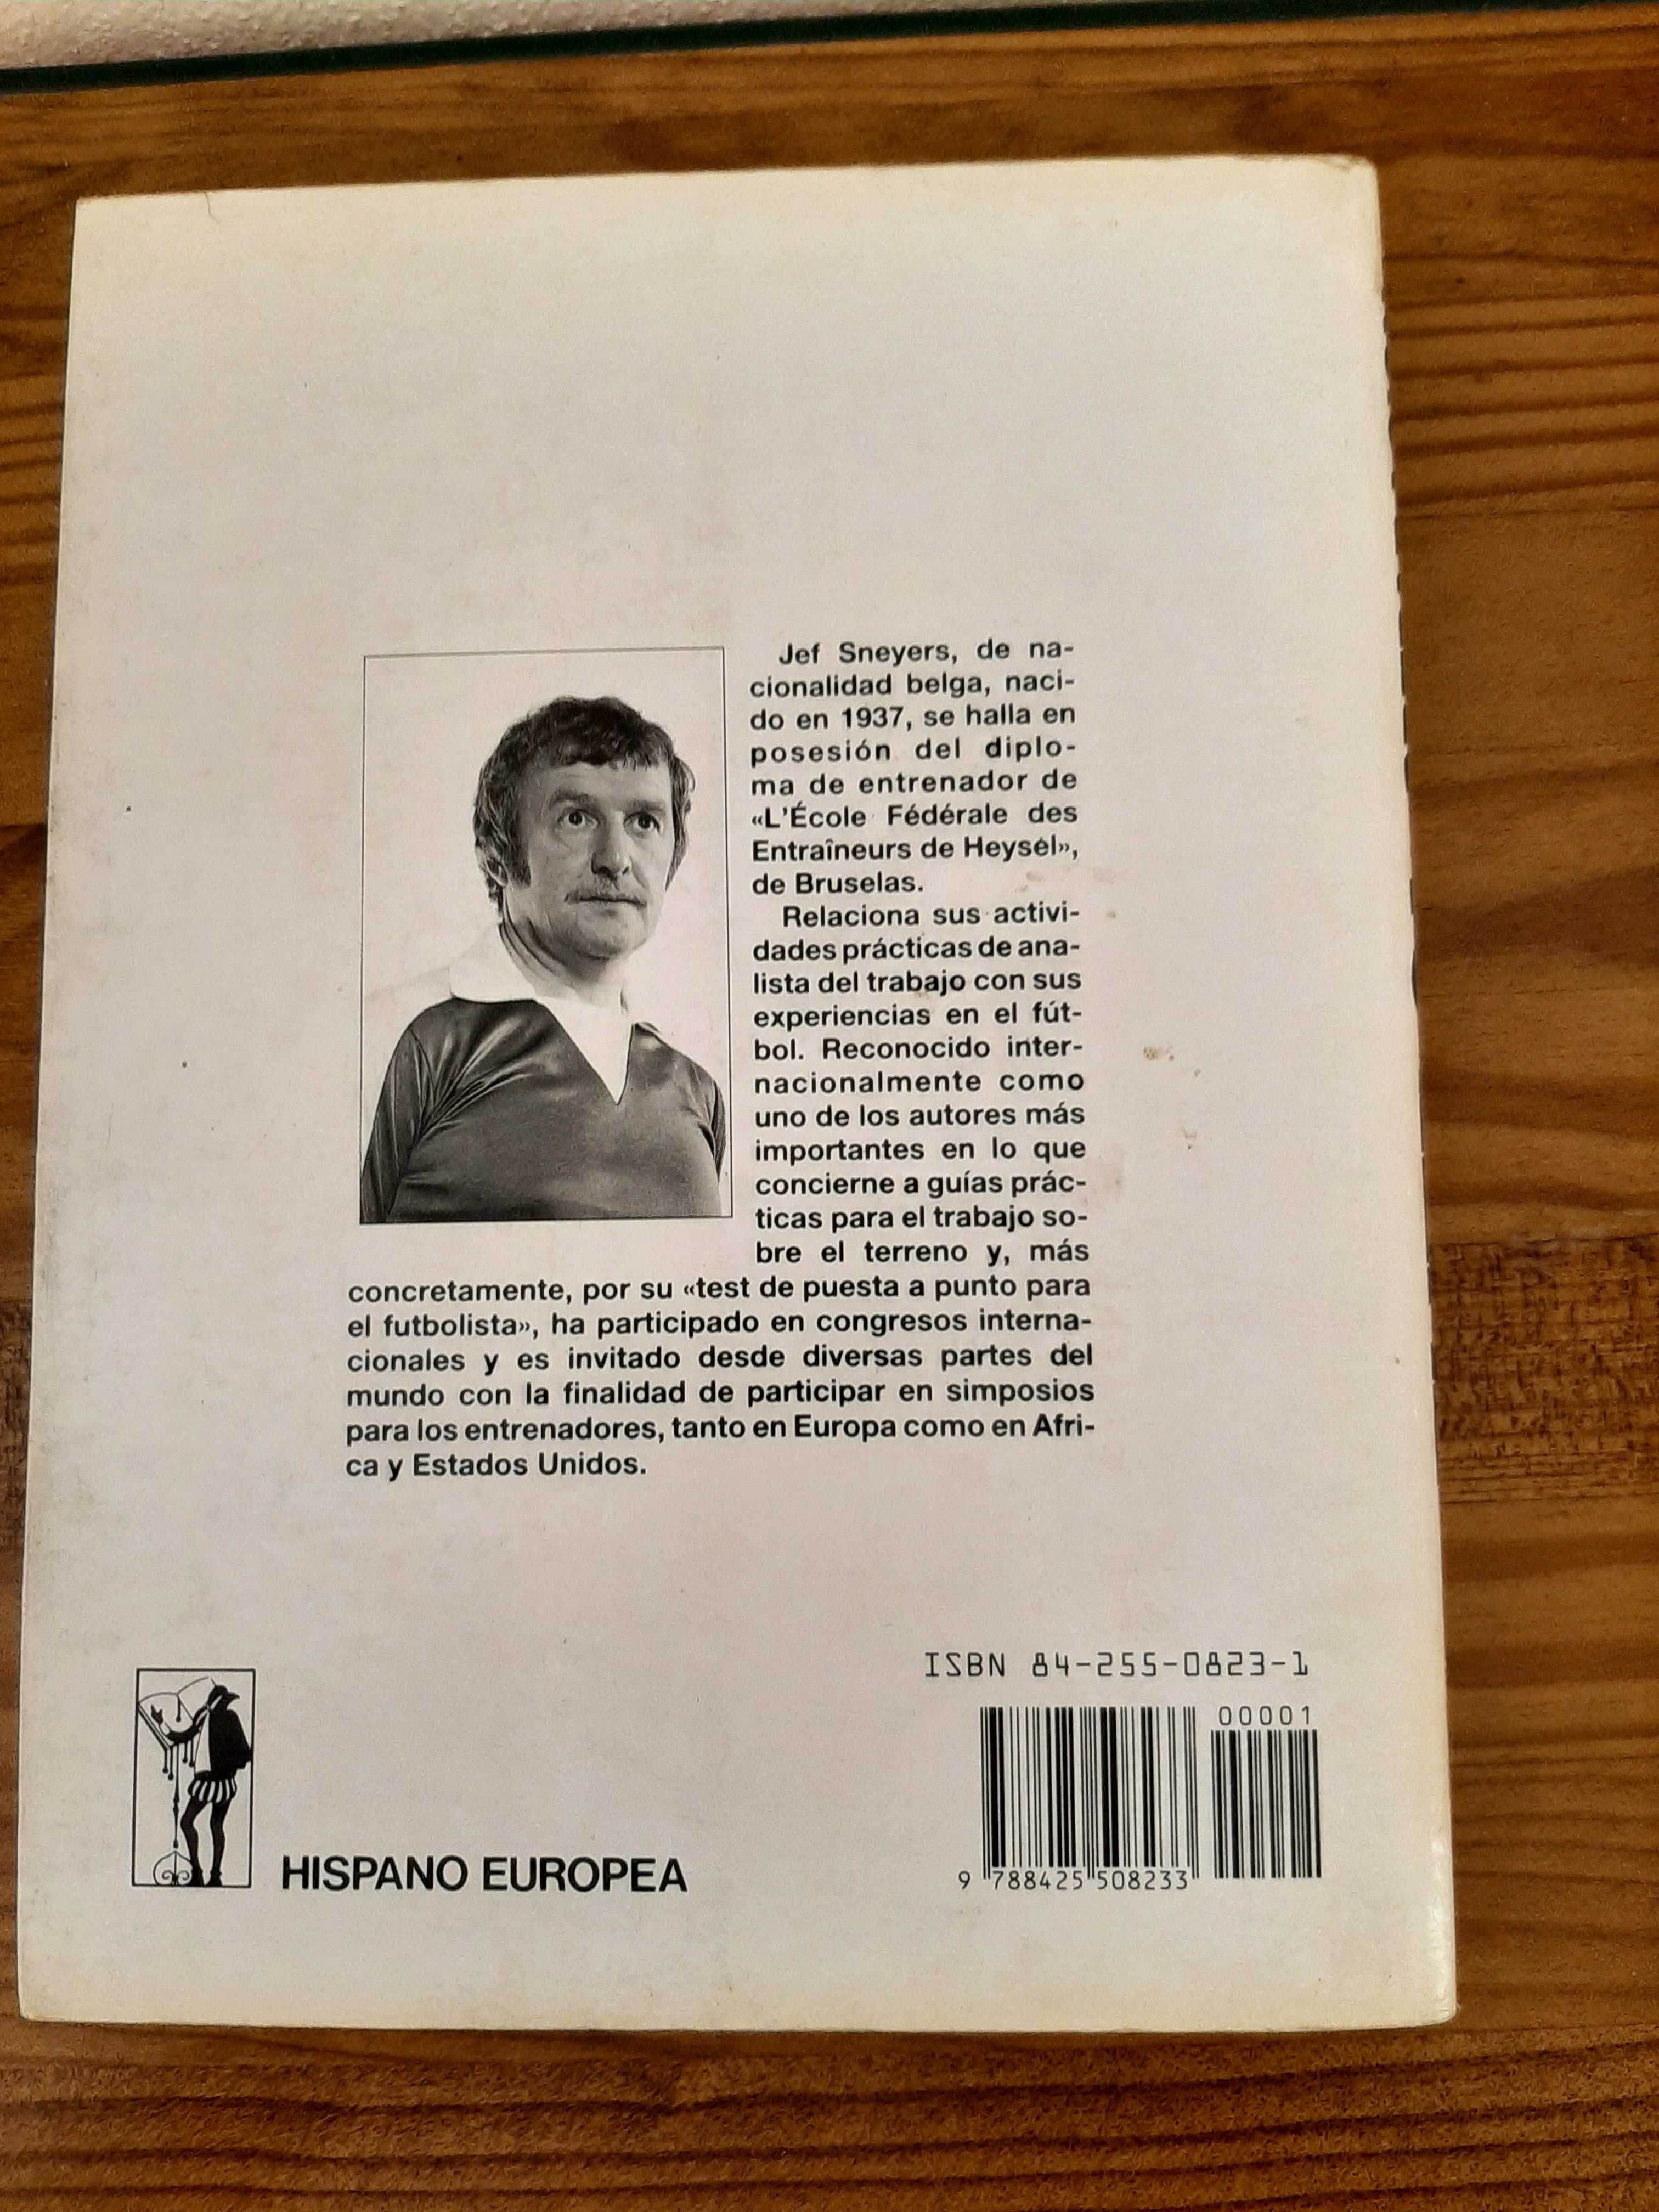 Jef Sneyers, de na-
cionalidad belga, naci-
do en 1937, se halla en
posesión del diplo-
ma de entrenador de
«L'École Fédérale des
Entraîneurs de Heysel»,
de Bruselas.
Relaciona sus activi-
dades prácticas de ana-
lista del trabajo con sus
experiencias en el fút-
bol. Reconocido inter-
nacionalmente como
uno de los autores más
importantes en lo que
concierne a guías prác-
ticas para el trabajo so-
bre el terreno y, más
concretamente, por su «test de puesta a punto para
el futbolista», ha participado en congresos interna-
cionales y es invitado desde diversas partes del
mundo con la finalidad de participar en simposios
para los entrenadores, tanto en Europa como en Afri-
ca y Estados Unidos.
ISBN 84-255-0823-1
00001
9 788425 508233
HISPANO EUROPEA